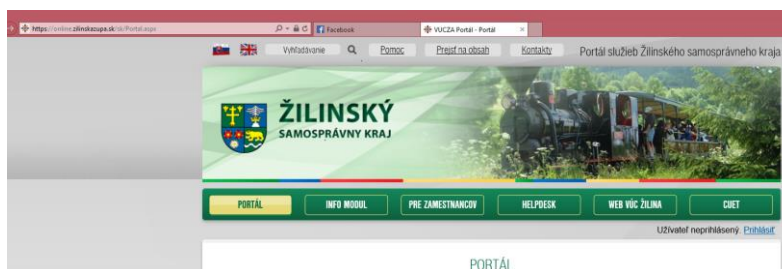 https://online.zilinskazupa.sk/sk/Portal.aspx
Facebook
VUCZA Portál - Portál
Vyhľadávanie
Pomoc
Prejsť na obsah
Kontakty
Portál služieb Žilinského samosprávneho kraja
ŽILINSKÝ
SAMOSPRÁVNY KRAJ
PORTÁL
INFO MODUL
PRE ZAMESTNANCOV
HELPDESK
WEB VÚC ŽILINA
CUET
Užívateľ neprihlásený. Prihlásiť
PORTÁL